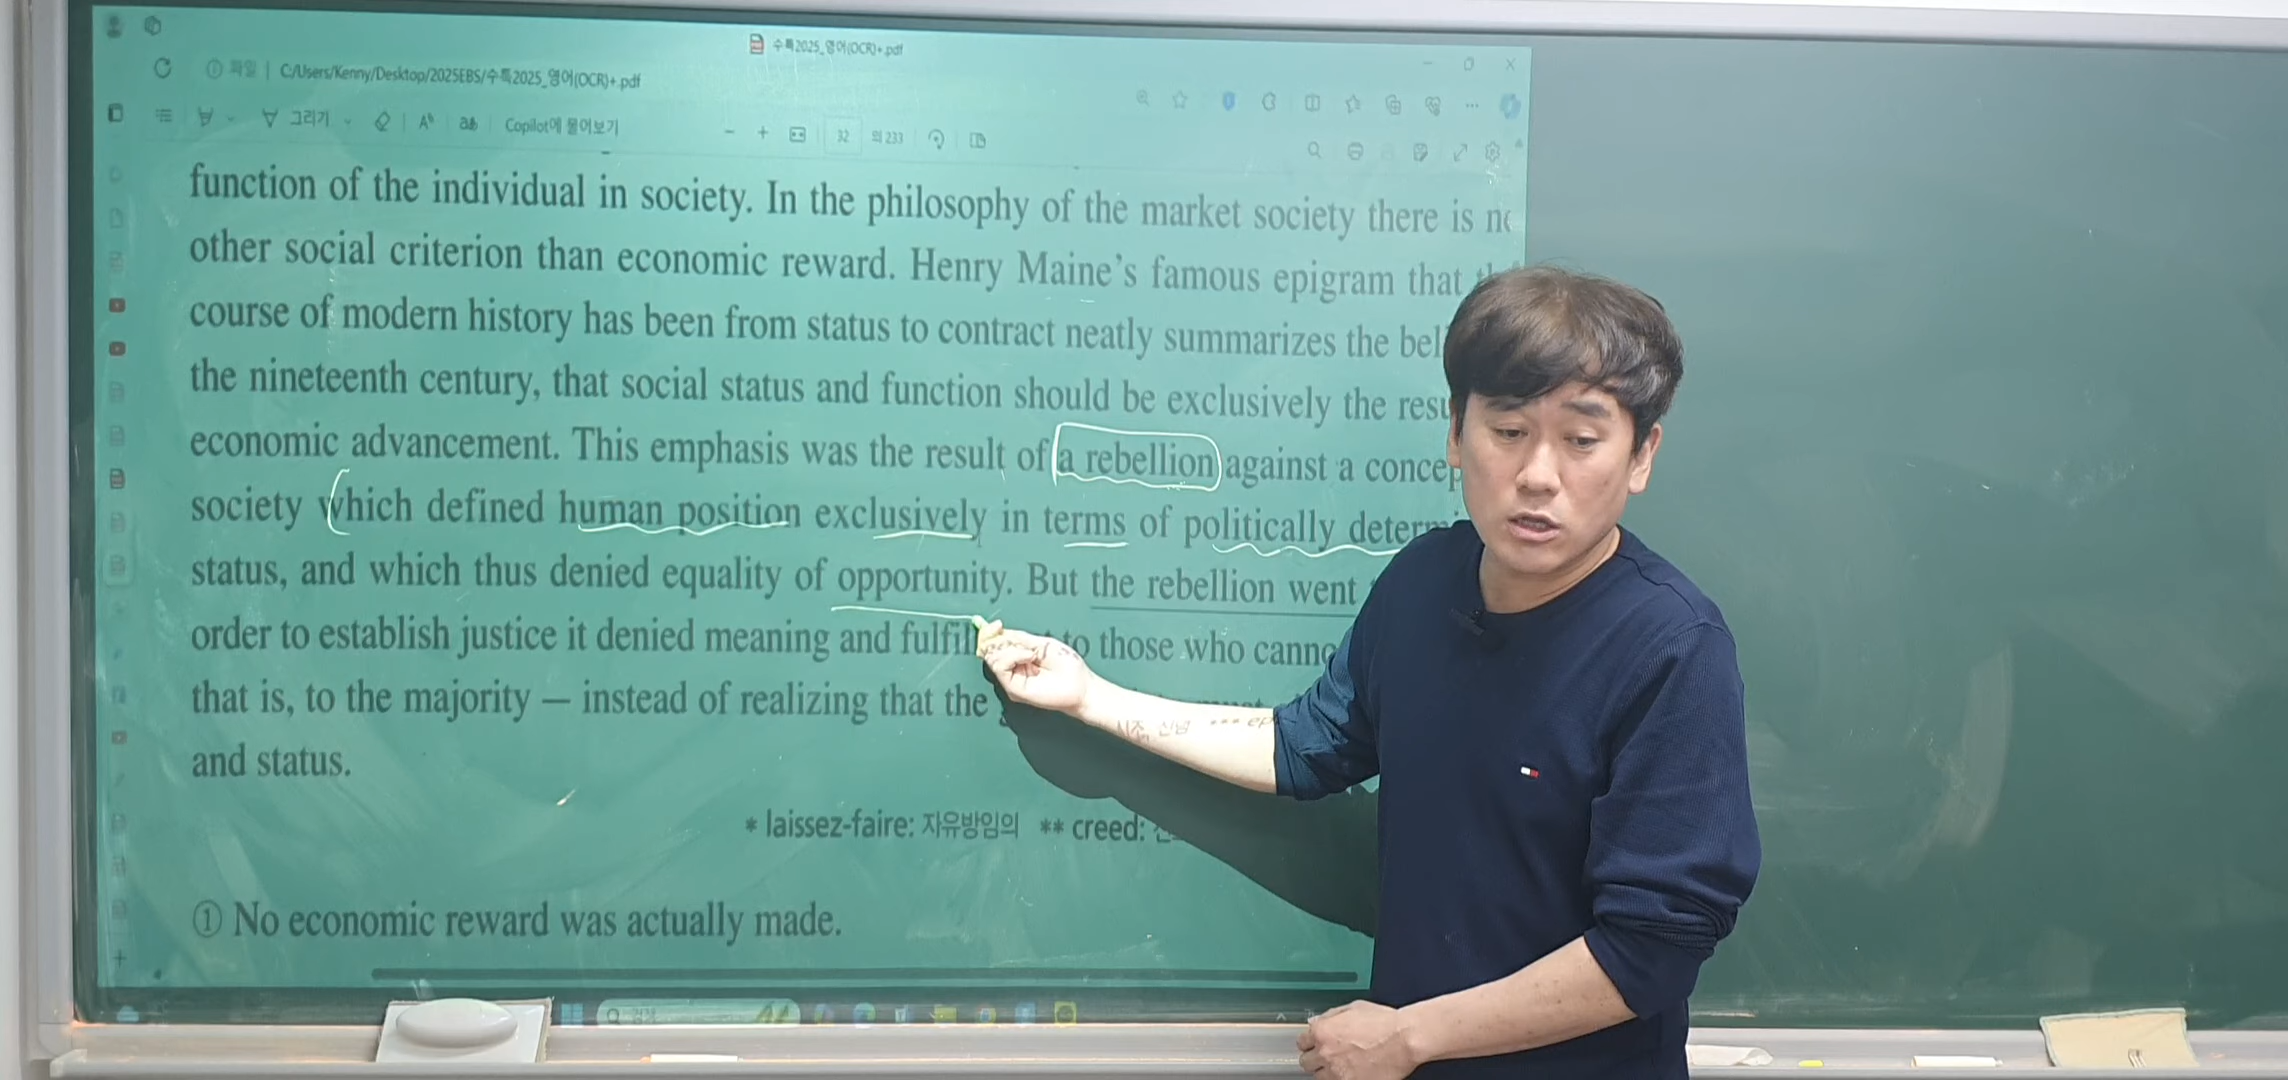 수특2025_영어(OCR)+.pdf
파일 | C:/Users/Kenny/Desktop/2025EBS/수특2025_영어(OCR)+.pdf
그리기 Copilot에 물어보기 32 의 233
function of the individual in society. In the philosophy of the market society there is
other social criterion than economic reward. Henry Maine's famous epigram that
course of modern history has been from status to contract neatly summarizes the
the nineteenth century, that social status and function should be exclusively the
economic advancement. This emphasis was the result of a rebellion against a
society which defined human position exclusively in terms of politically
status, and which thus denied equality of opportunity. But the rebellion went
order to establish justice it denied meaning and to those who
that is, to the majority — instead of realizing that the
and status.
* laissez-faire: 자유방임의 ** creed:
① No economic reward was actually made.